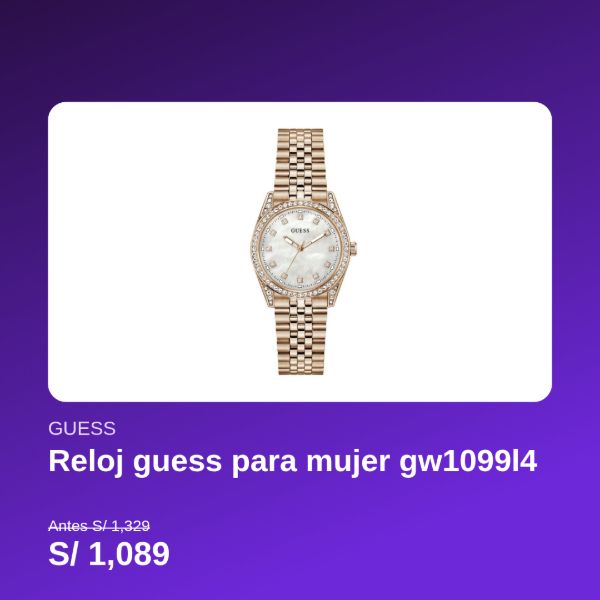 GUESS
GUESS
Reloj guess para mujer gw1099l4
Antes S/ 1,329
S/ 1,089